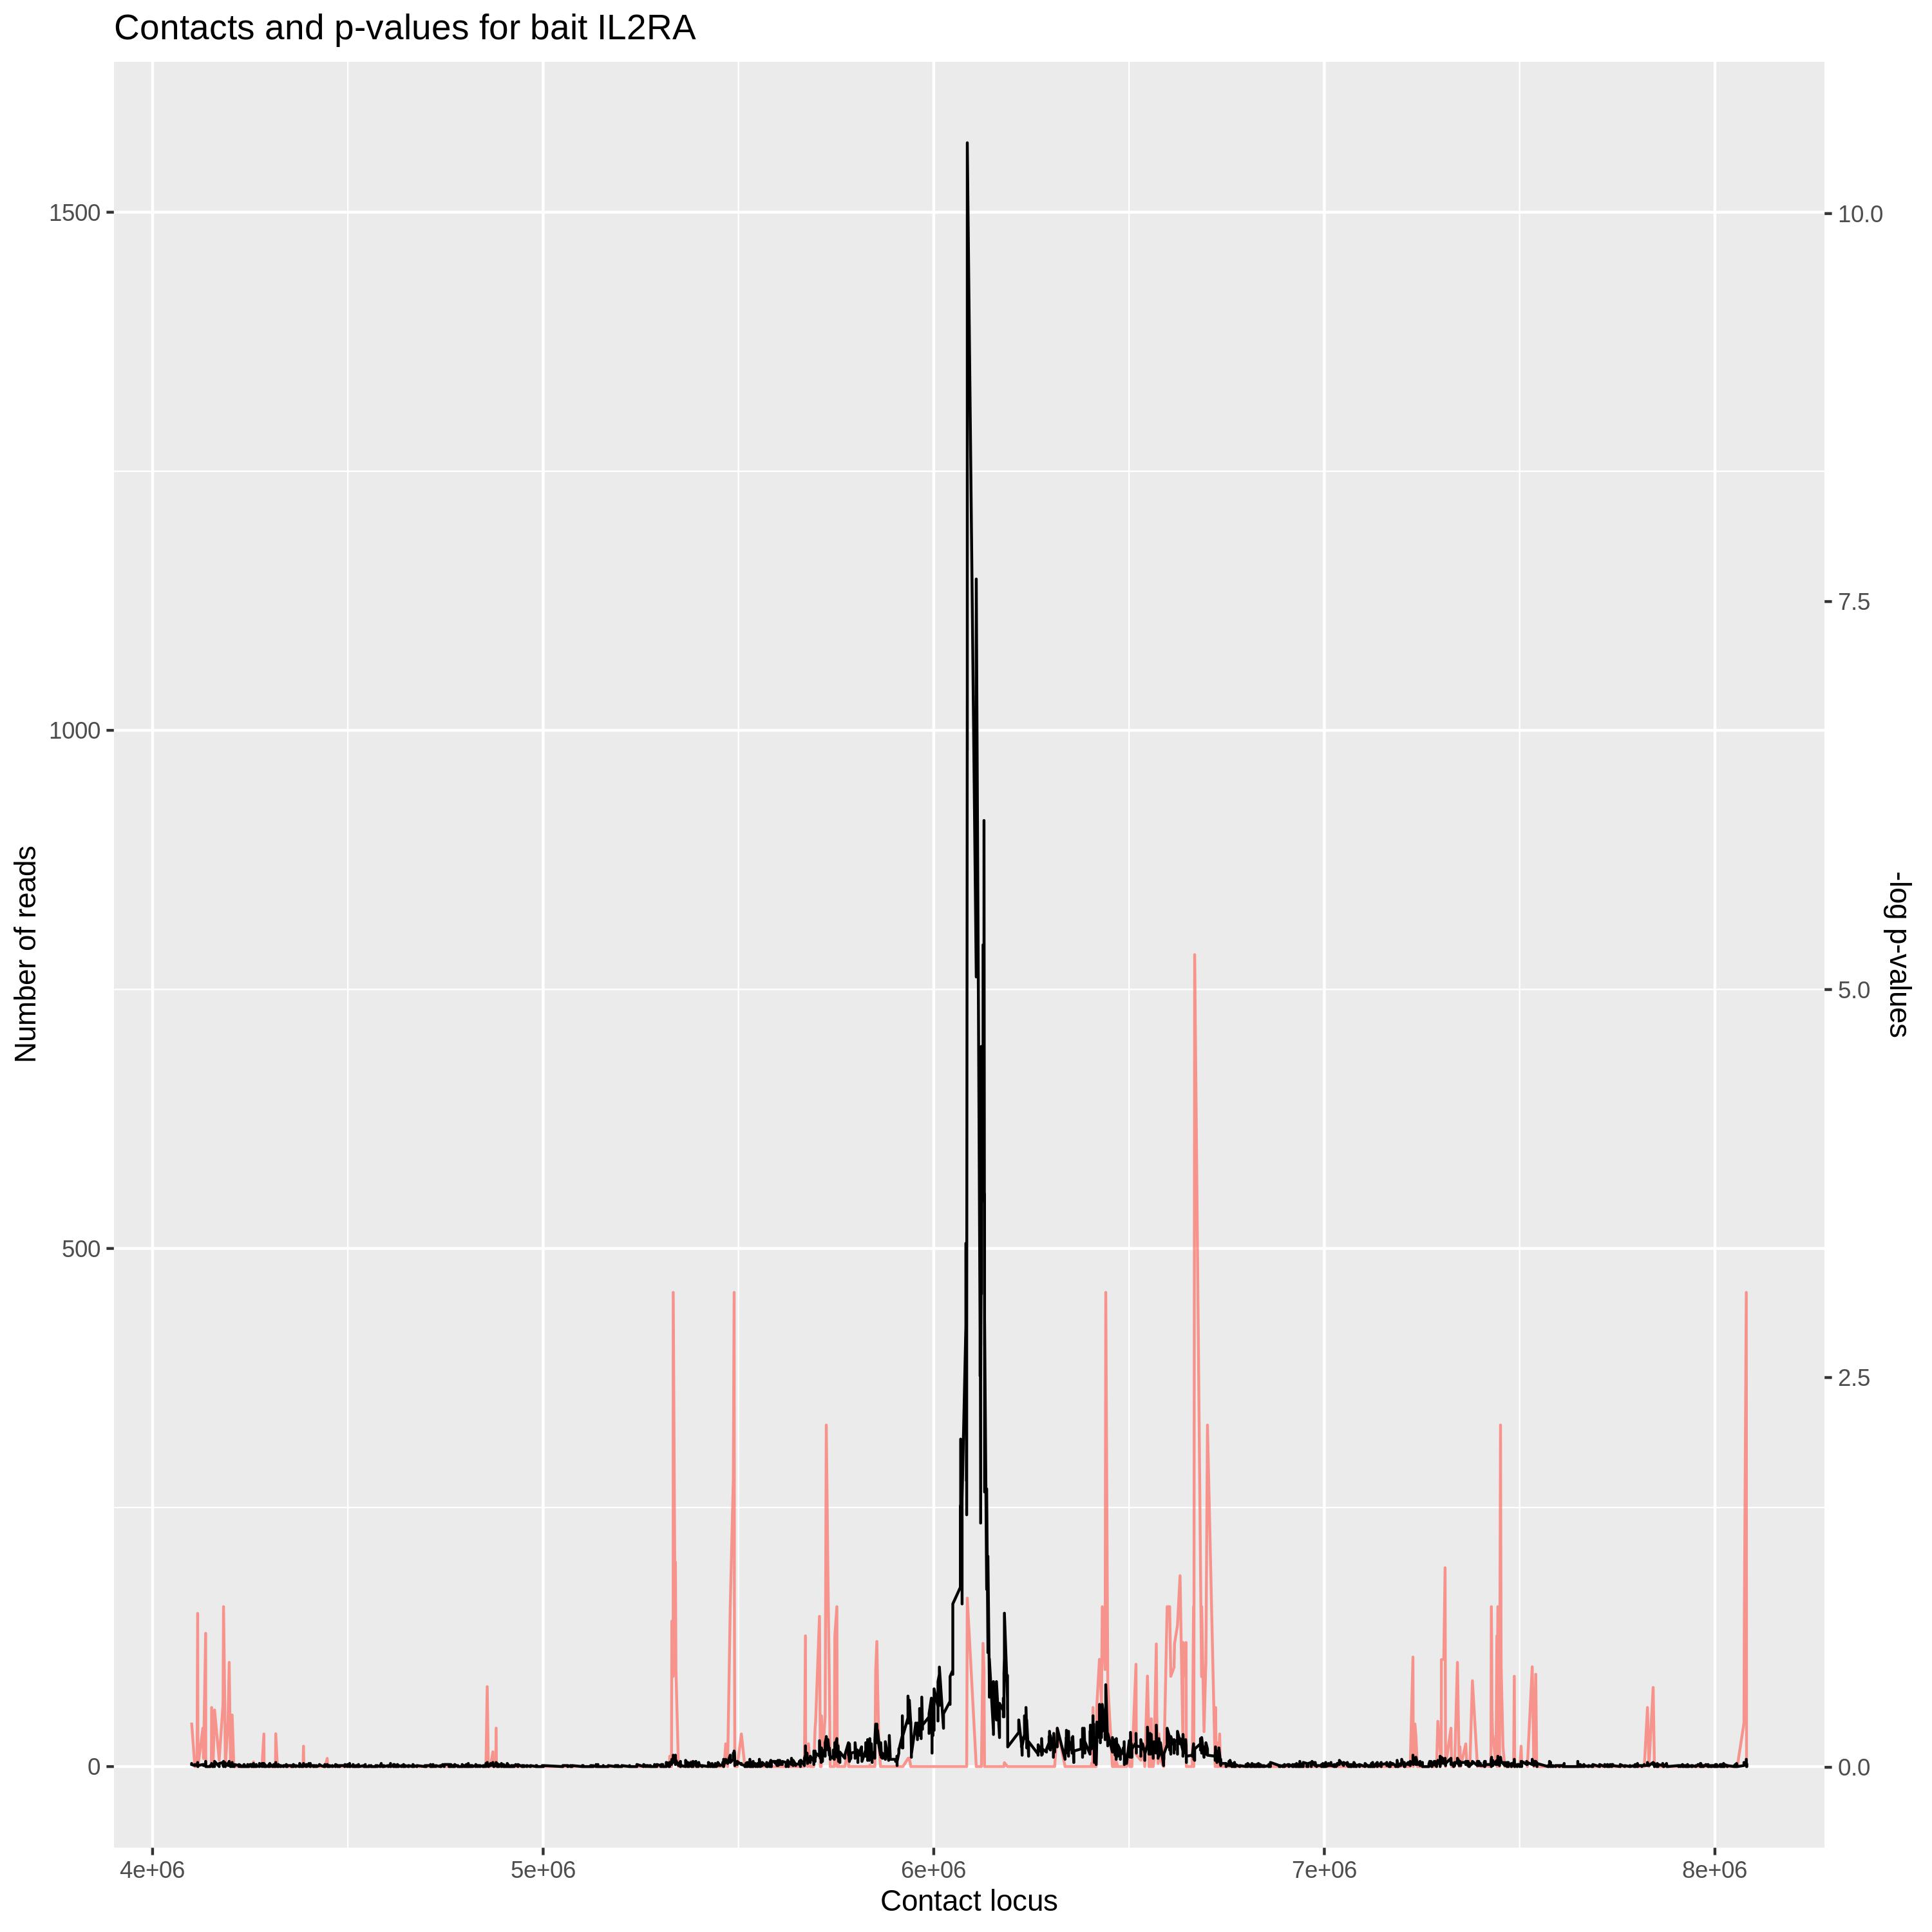 Contacts and p-values for bait IL2RA
Number of reads
1500
1000
500
0
10.0
7.5
5.0
2.5
0.0
-log p-values
4e+06 5e+06 6e+06 7e+06 8e+06
Contact locus